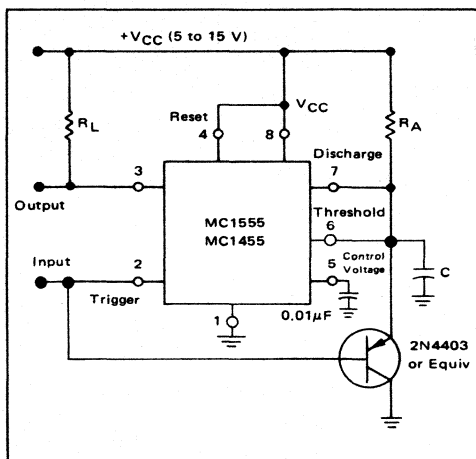 +VCC (5 to 15 V)
RL
Reset
4
VCC
8
RA
Discharge
3
7
Output
MC1555
MC1455
Threshold
6
Input
2
5
Control
Voltage
C
Trigger
1
0.01µF
2N4403
or Equiv